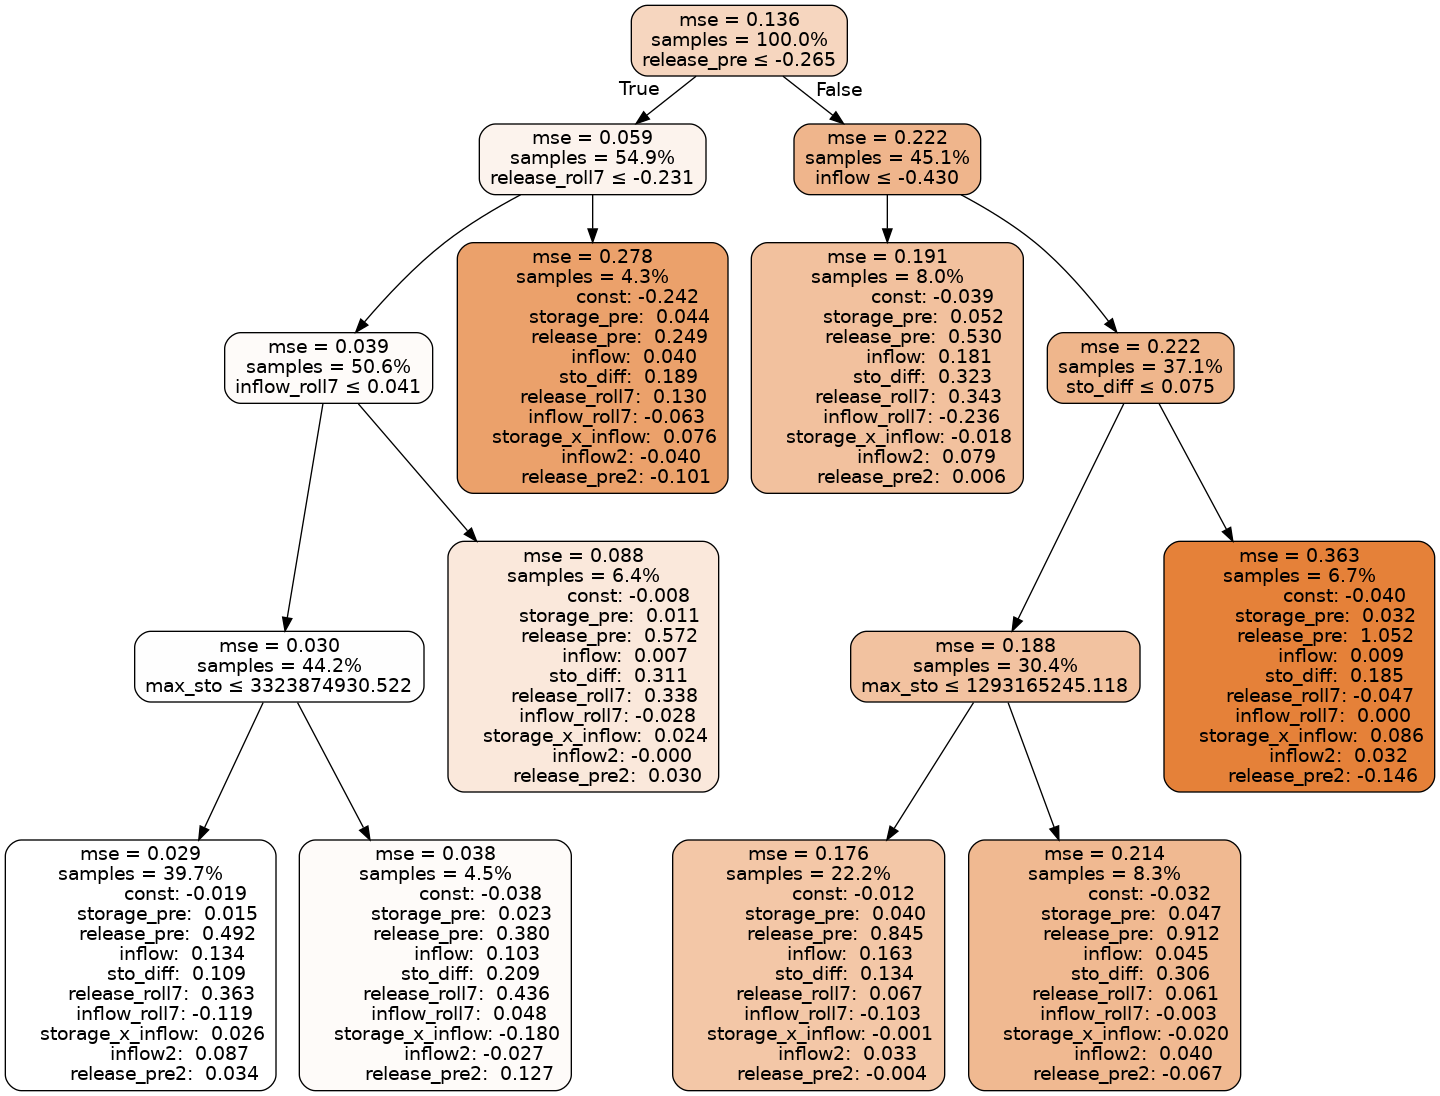 mse = 0.136
samples = 100.0%
release_pre ≤ -0.265
True
False
mse = 0.059
samples = 54.9%
release_roll7 ≤ -0.231
mse = 0.222
samples = 45.1%
inflow ≤ -0.430
mse = 0.278
samples = 4.3%
const: -0.242
storage_pre: 0.044
release_pre: 0.249
inflow: 0.040
sto_diff: 0.189
release_roll7: 0.130
inflow_roll7: -0.063
storage_x_inflow: 0.076
inflow2: -0.040
release_pre2: -0.101
mse = 0.191
samples = 8.0%
const: -0.039
storage_pre: 0.052
release_pre: 0.530
inflow: 0.181
sto_diff: 0.323
release_roll7: 0.343
inflow_roll7: -0.236
storage_x_inflow: -0.018
inflow2: 0.079
release_pre2: 0.006
mse = 0.039
samples = 50.6%
inflow_roll7 ≤ 0.041
mse = 0.222
samples = 37.1%
sto_diff ≤ 0.075
mse = 0.088
samples = 6.4%
const: -0.008
storage_pre: 0.011
release_pre: 0.572
inflow: 0.007
sto_diff: 0.311
release_roll7: 0.338
inflow_roll7: -0.028
storage_x_inflow: 0.024
inflow2: -0.000
release_pre2: 0.030
mse = 0.363
samples = 6.7%
const: -0.040
storage_pre: 0.032
release_pre: 1.052
inflow: 0.009
sto_diff: 0.185
release_roll7: -0.047
inflow_roll7: 0.000
storage_x_inflow: 0.086
inflow2: 0.032
release_pre2: -0.146
mse = 0.030
samples = 44.2%
max_sto ≤ 3323874930.522
mse = 0.188
samples = 30.4%
max_sto ≤ 1293165245.118
mse = 0.029
samples = 39.7%
const: -0.019
storage_pre: 0.015
release_pre: 0.492
inflow: 0.134
sto_diff: 0.109
release_roll7: 0.363
inflow_roll7: -0.119
storage_x_inflow: 0.026
inflow2: 0.087
release_pre2: 0.034
mse = 0.038
samples = 4.5%
const: -0.038
storage_pre: 0.023
release_pre: 0.380
inflow: 0.103
sto_diff: 0.209
release_roll7: 0.436
inflow_roll7: 0.048
storage_x_inflow: -0.180
inflow2: -0.027
release_pre2: 0.127
mse = 0.176
samples = 22.2%
const: -0.012
storage_pre: 0.040
release_pre: 0.845
inflow: 0.163
sto_diff: 0.134
release_roll7: 0.067
inflow_roll7: -0.103
storage_x_inflow: -0.001
inflow2: 0.033
release_pre2: -0.004
mse = 0.214
samples = 8.3%
const: -0.032
storage_pre: 0.047
release_pre: 0.912
inflow: 0.045
sto_diff: 0.306
release_roll7: 0.061
inflow_roll7: -0.003
storage_x_inflow: -0.020
inflow2: 0.040
release_pre2: -0.067